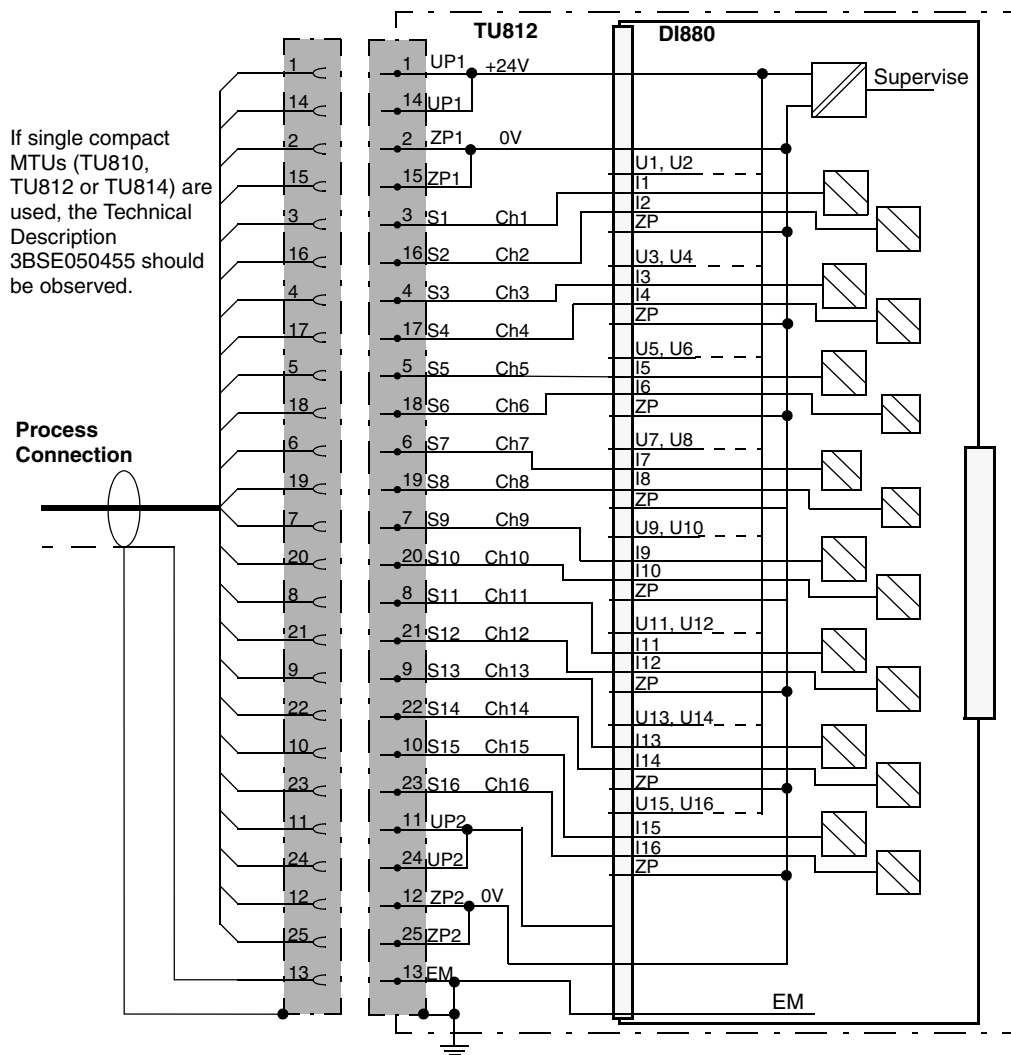 TU812
DI880
1
1 UP1 +24V
Supervise
14
14 UP1
If single compact
MTUs (TU810,
TU812 or TU814) are
used, the Technical
Description
3BSE050455 should
be observed.
2
2 ZP1 0V
15
15 ZP1
U1, U2
I1
I2
ZP
3
3 S1 Ch1
16
16 S2 Ch2
U3, U4
I3
I4
ZP
4
4 S3 Ch3
17
17 S4 Ch4
U5, U6
I5
I6
ZP
5
5 S5 Ch5
18
18 S6 Ch6
Process
Connection
6
6 S7 Ch7
U7, U8
I7
I8
ZP
19
19 S8 Ch8
7
7 S9 Ch9
U9, U10
I9
I10
ZP
20
20 S10 Ch10
8
8 S11 Ch11
U11, U12
I11
I12
ZP
21
21 S12 Ch12
9
9 S13 Ch13
22
22 S14 Ch14
U13, U14
I13
I14
ZP
10
10 S15 Ch15
23
23 S16 Ch16
U15, U16
I15
I16
ZP
11
11 UP2
24
24 UP2
12
12 ZP2 0V
25
25 ZP2
13
13 EM
EM